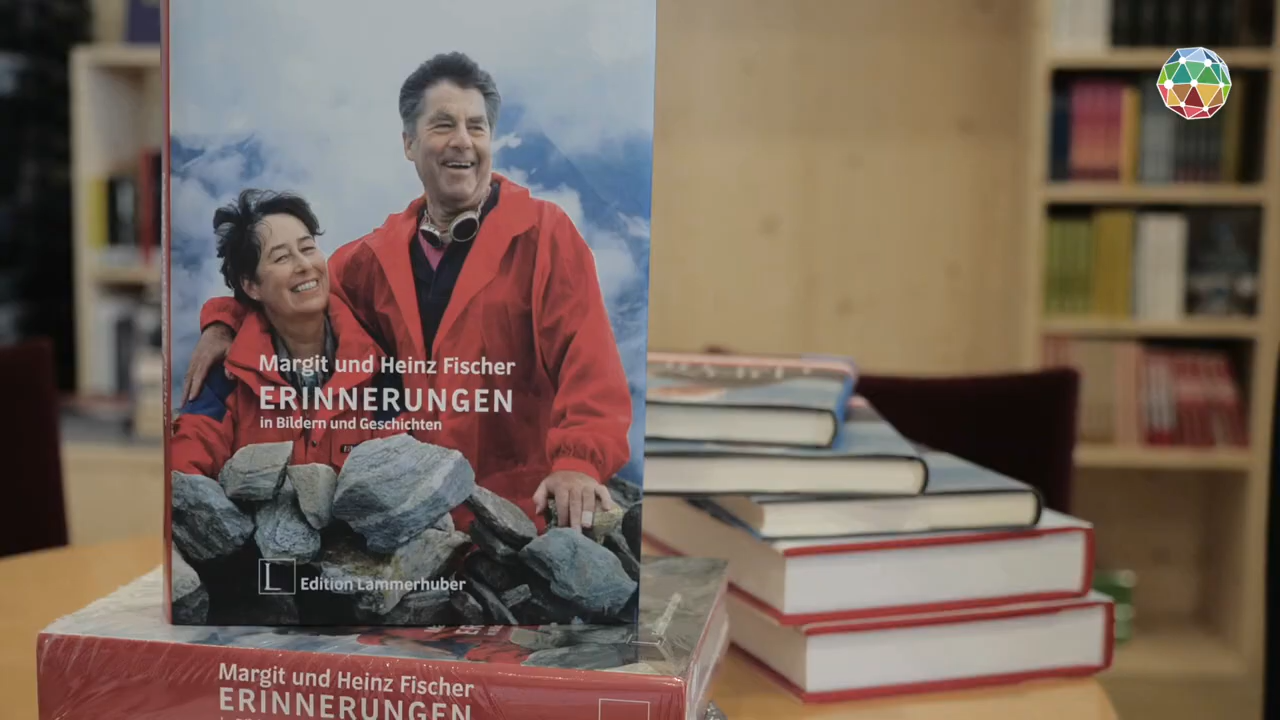 Margit und Heinz Fischer
ERINNERUNGEN
in Bildern und Geschichten
L Edition Lammerhuber
Margit und Heinz Fischer
ERINNERUNGEN